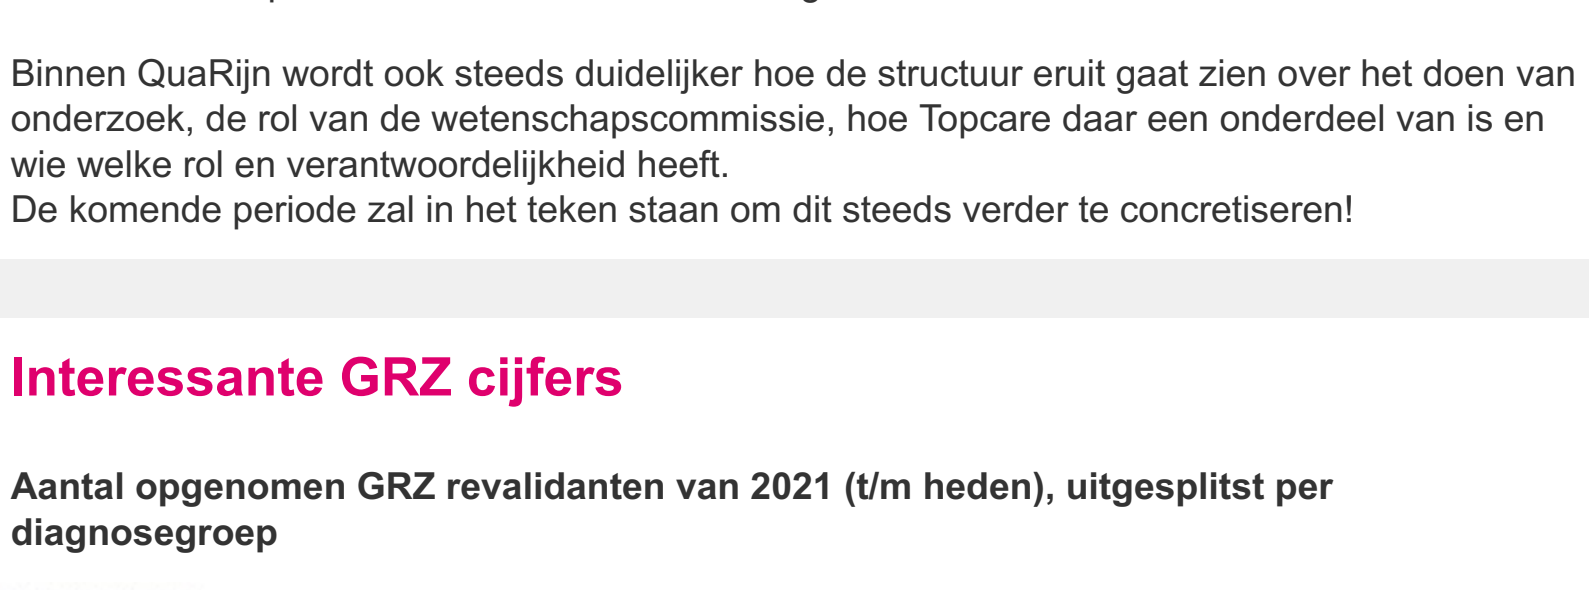 Binnen QuaRijn wordt ook steeds duidelijker hoe de structuur eruit gaat zien over het doen van
onderzoek, de rol van de wetenschapscommissie, hoe Topcare daar een onderdeel van is en
wie welke rol en verantwoordelijkheid heeft.
De komende periode zal in het teken staan om dit steeds verder te concretiseren!
Interessante GRZ cijfers
Aantal opgenomen GRZ revalidanten van 2021 (t/m heden), uitgesplitst per
diagnosegroep